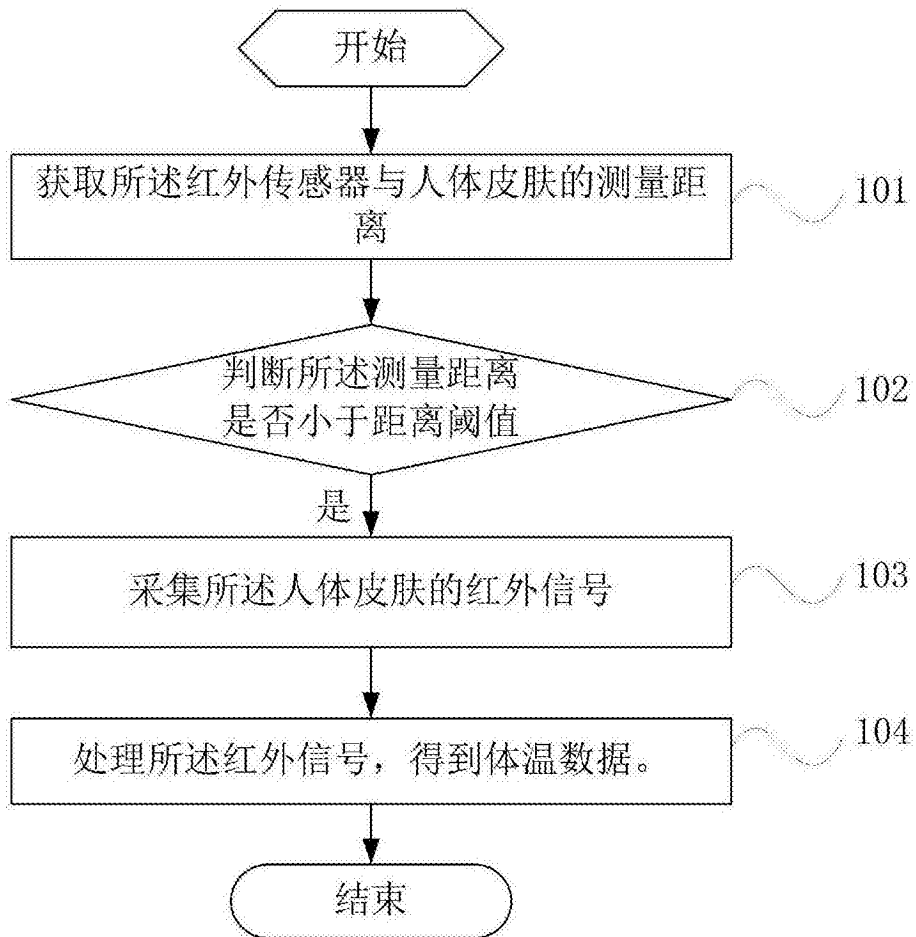 开始
获取所述红外传感器与人体皮肤的测量距
离
101
判断所述测量距离
是否小于距离阈值
102
是
采集所述人体皮肤的红外信号
103
处理所述红外信号，得到体温数据。
104
结束